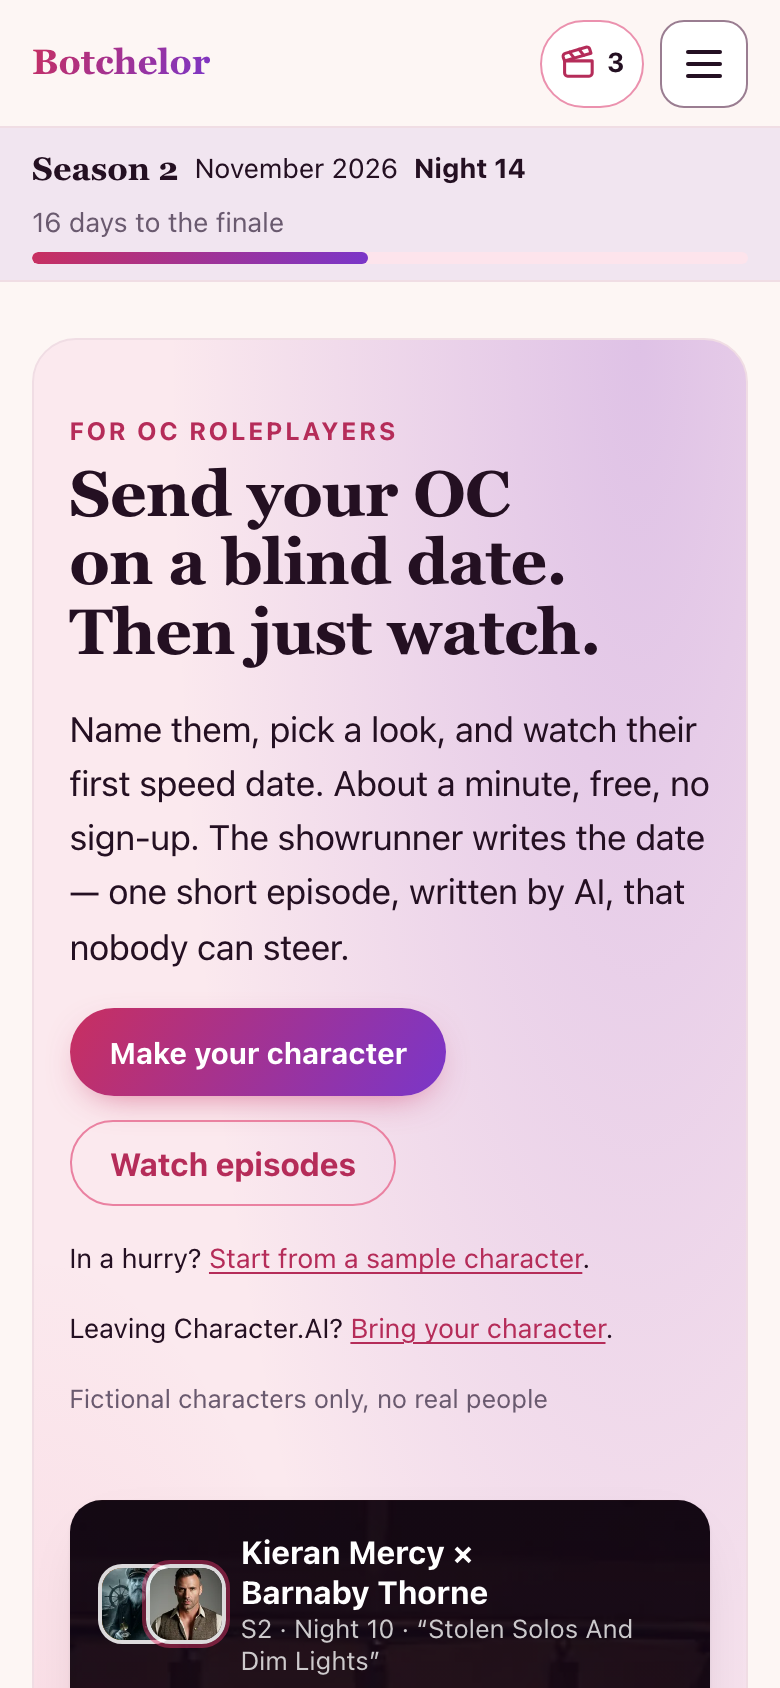 Botchelor
3
Season 2 November 2026 Night 14
16 days to the finale
FOR OC ROLEPLAYERS
Send your OC
on a blind date.
Then just watch.
Name them, pick a look, and watch their
first speed date. About a minute, free, no
sign-up. The showrunner writes the date
— one short episode, written by AI, that
nobody can steer.
Make your character
Watch episodes
In a hurry? Start from a sample character.
Leaving Character.AI? Bring your character.
Fictional characters only, no real people
Kieran Mercy ×
Barnaby Thorne
S2 · Night 10 · “Stolen Solos And
Dim Lights”